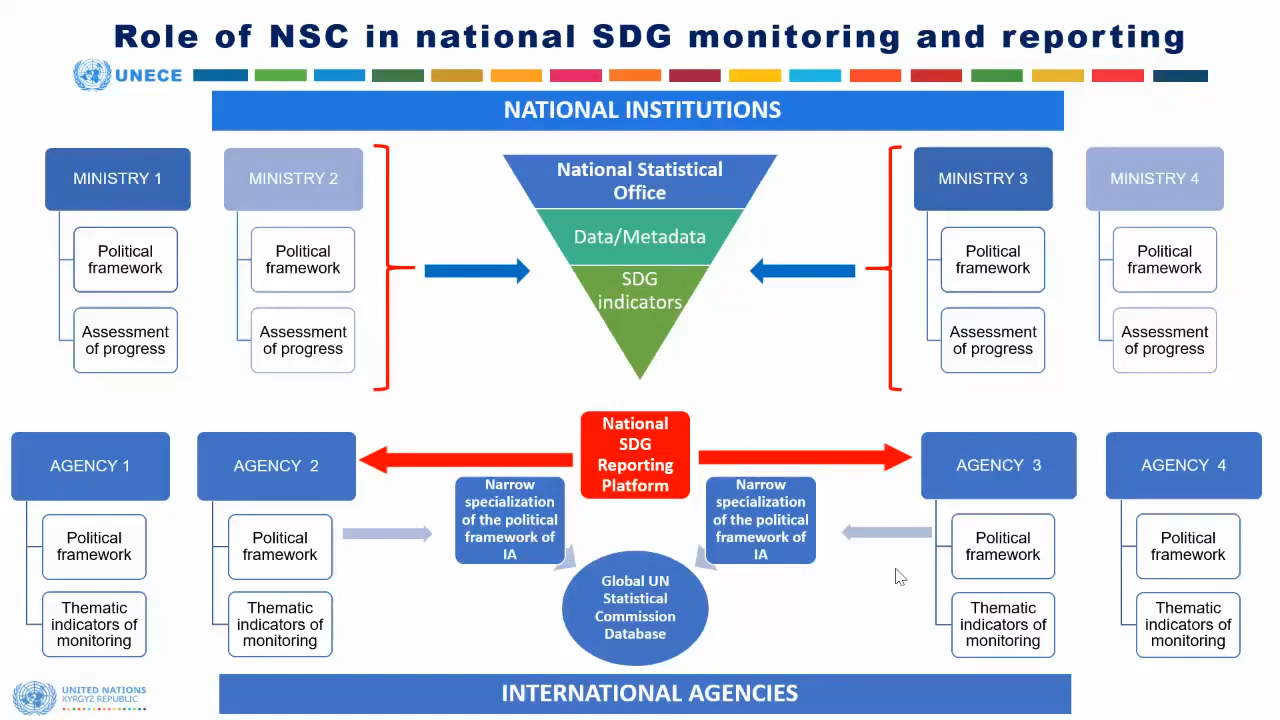 Role of NSC in national SDG monitoring and reporting
UNECE
NATIONAL INSTITUTIONS
MINISTRY 1
Political
framework
Assessment
of progress
MINISTRY 2
Political
framework
Assessment
of progress
National Statistical
Office
Data/Metadata
SDG
indicators
MINISTRY 3
Political
framework
Assessment
of progress
MINISTRY 4
Political
framework
Assessment
of progress
AGENCY 1
Political
framework
Thematic
indicators of
monitoring
AGENCY 2
Political
framework
Thematic
indicators of
monitoring
National
SDG
Reporting
Platform
Narrow
specialization
of the political
framework of
IA
Narrow
specialization
of the political
framework of
IA
Global UN
Statistical
Commission
Database
AGENCY 3
Political
framework
Thematic
indicators of
monitoring
AGENCY 4
Political
framework
Thematic
indicators of
monitoring
UNITED NATIONS
KYRGYZ REPUBLIC
INTERNATIONAL AGENCIES